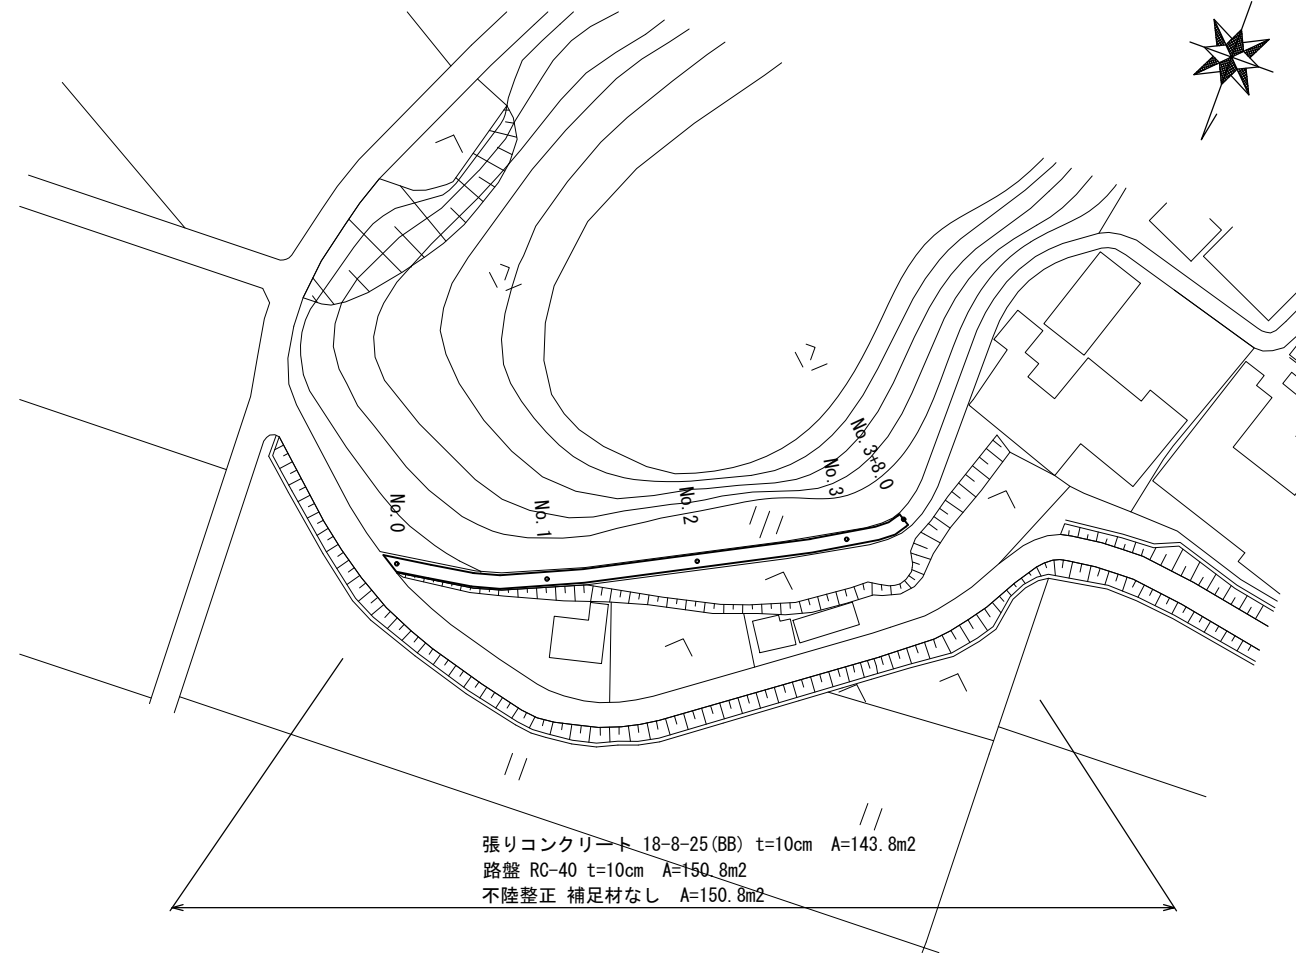 No. 3+8.0
No. 3
No. 2
No. 1
No. 0
張りコンクリート 18-8-25(BB) t=10cm A=143.8m2
路盤 RC-40 t=10cm A=150.8m2
不陸整正 補足材なし A=150.8m2